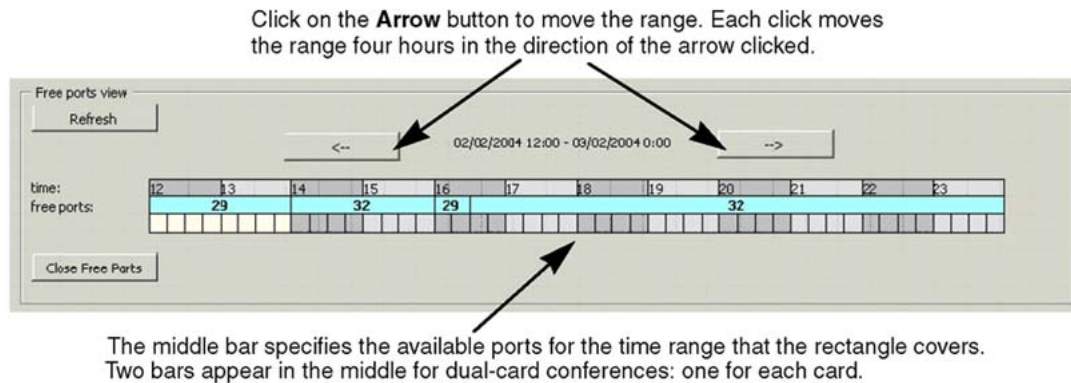 Click on the Arrow button to move the range. Each click moves
the range four hours in the direction of the arrow clicked.
Free ports view
Refresh
<-- 02/02/2004 12:00 - 03/02/2004 0:00 -->
time: 12 13 14 15 16 17 18 19 20 21 22 23
free ports: 29 32 29 32
Close Free Parts
The middle bar specifies the available ports for the time range that the rectangle covers.
Two bars appear in the middle for dual-card conferences: one for each card.